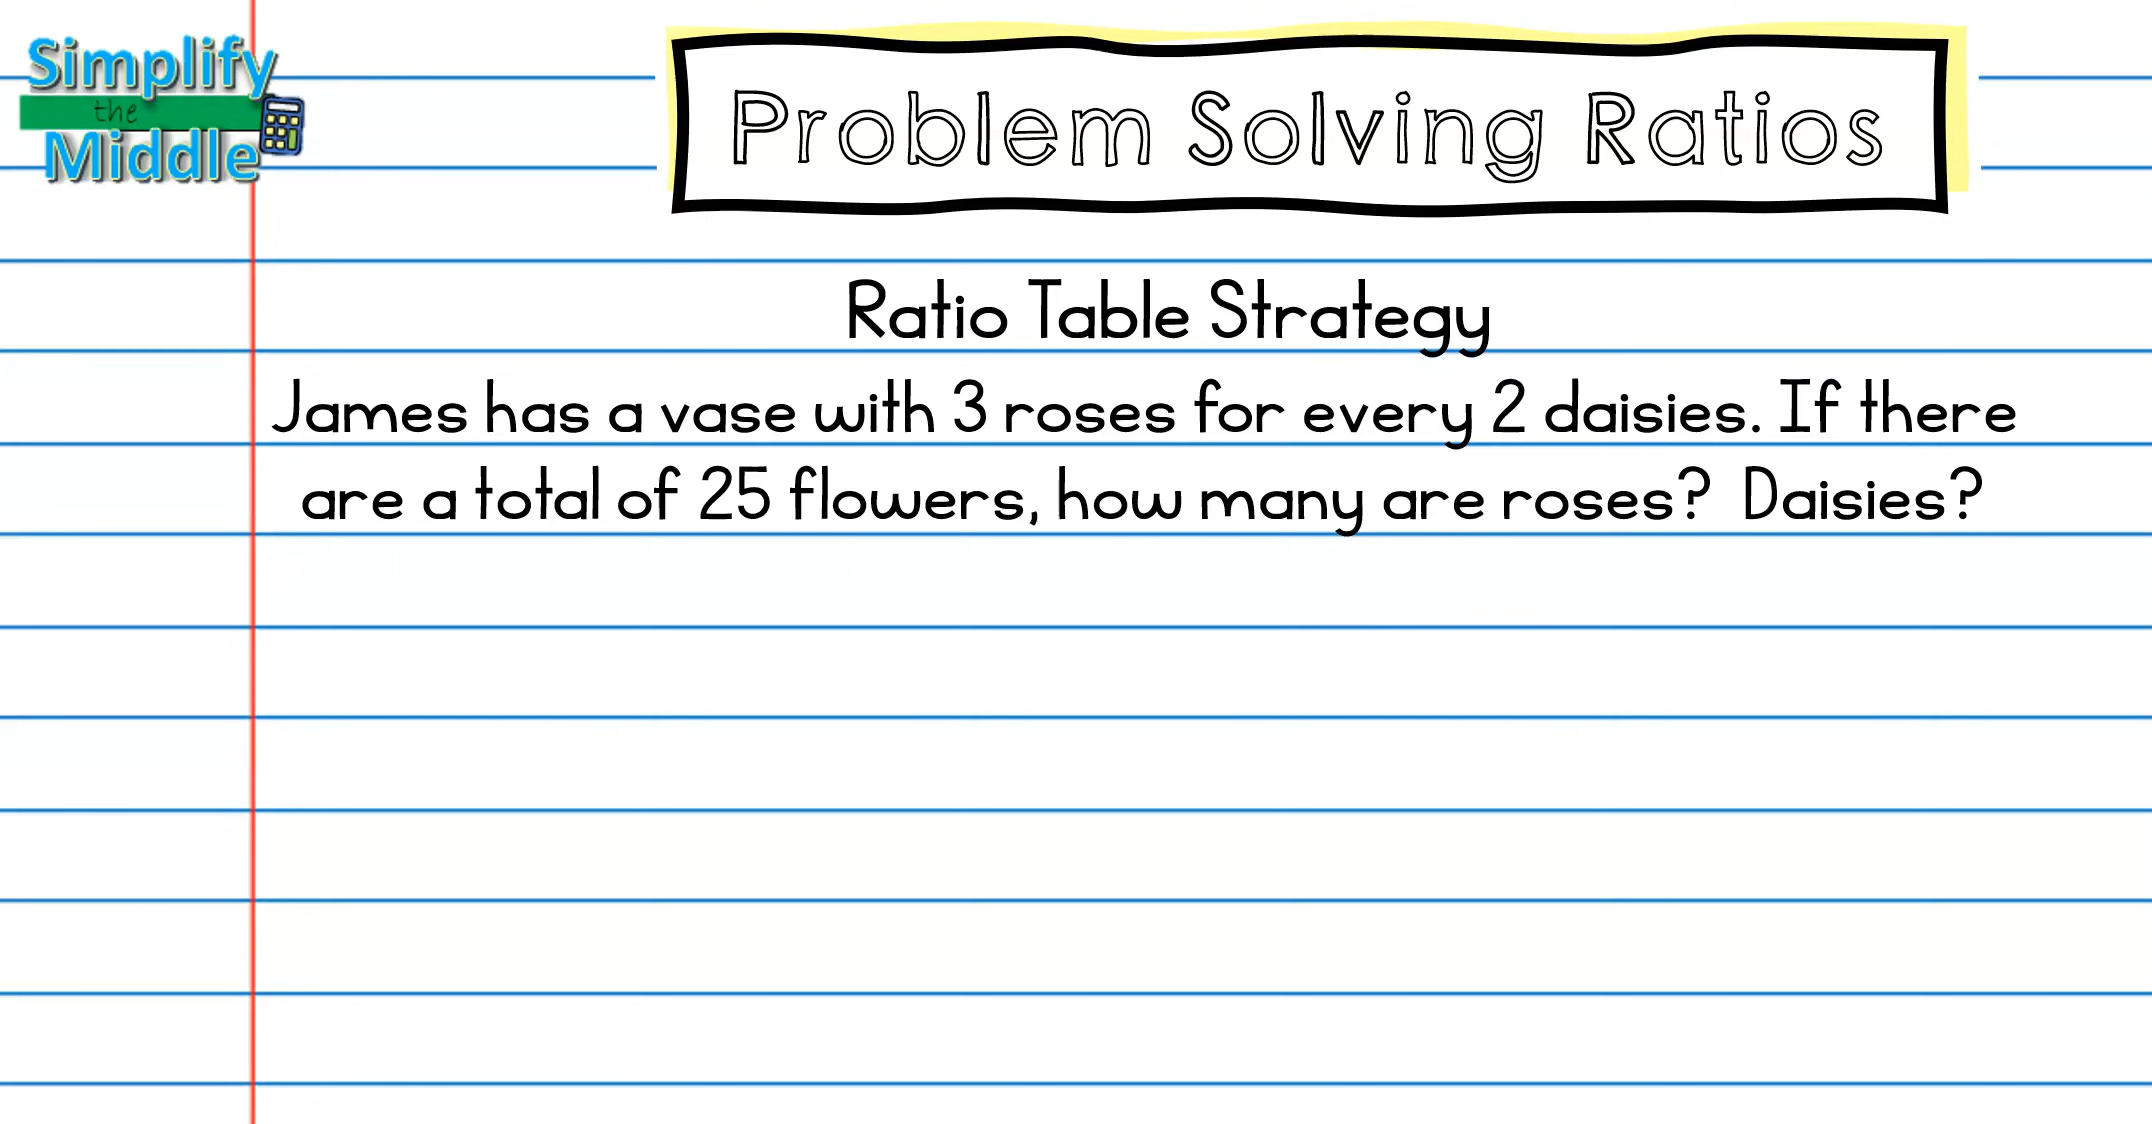 Simplify
the
Middle
Problem Solving Ratios
Ratio Table Strategy
James has a vase with 3 roses for every 2 daisies. If there
are a total of 25 flowers, how many are roses? Daisies?